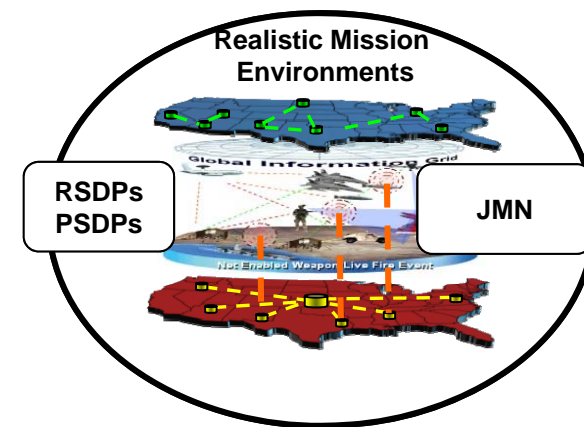 Realistic Mission
Environments
Global Information Grid
RSDPs
PSDPs
JMN
Net Enabled Weapon Live Fire Event